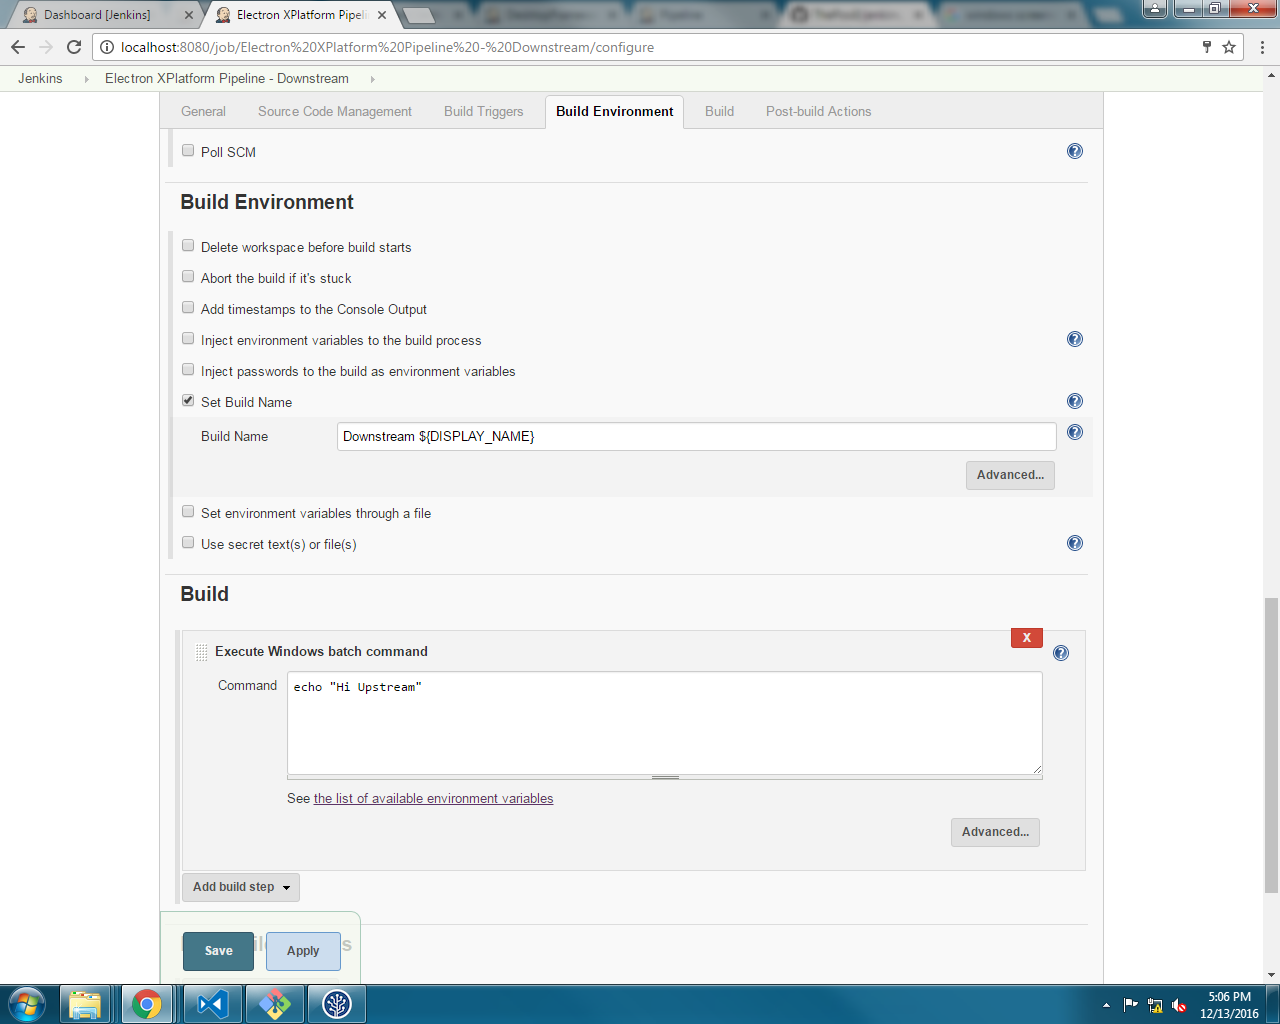 Dashboard [Jenkins]
Electron XPlatform Pipeli
localhost:8080/job/Electron%20XPlatform%20Pipeline%20-%20Downstream/configure
Jenkins
Electron XPlatform Pipeline - Downstream
General
Source Code Management
Build Triggers
Build Environment
Build
Post-build Actions
Poll SCM
Build Environment
Delete workspace before build starts
Abort the build if it's stuck
Add timestamps to the Console Output
Inject environment variables to the build process
Inject passwords to the build as environment variables
Set Build Name
Build Name
Downstream ${DISPLAY_NAME}
Advanced...
Set environment variables through a file
Use secret text(s) or file(s)
Build
X
Execute Windows batch command
Command
echo "Hi Upstream"
See the list of available environment variables
Advanced...
Add build step
Save
Apply
5:06 PM
12/13/2016